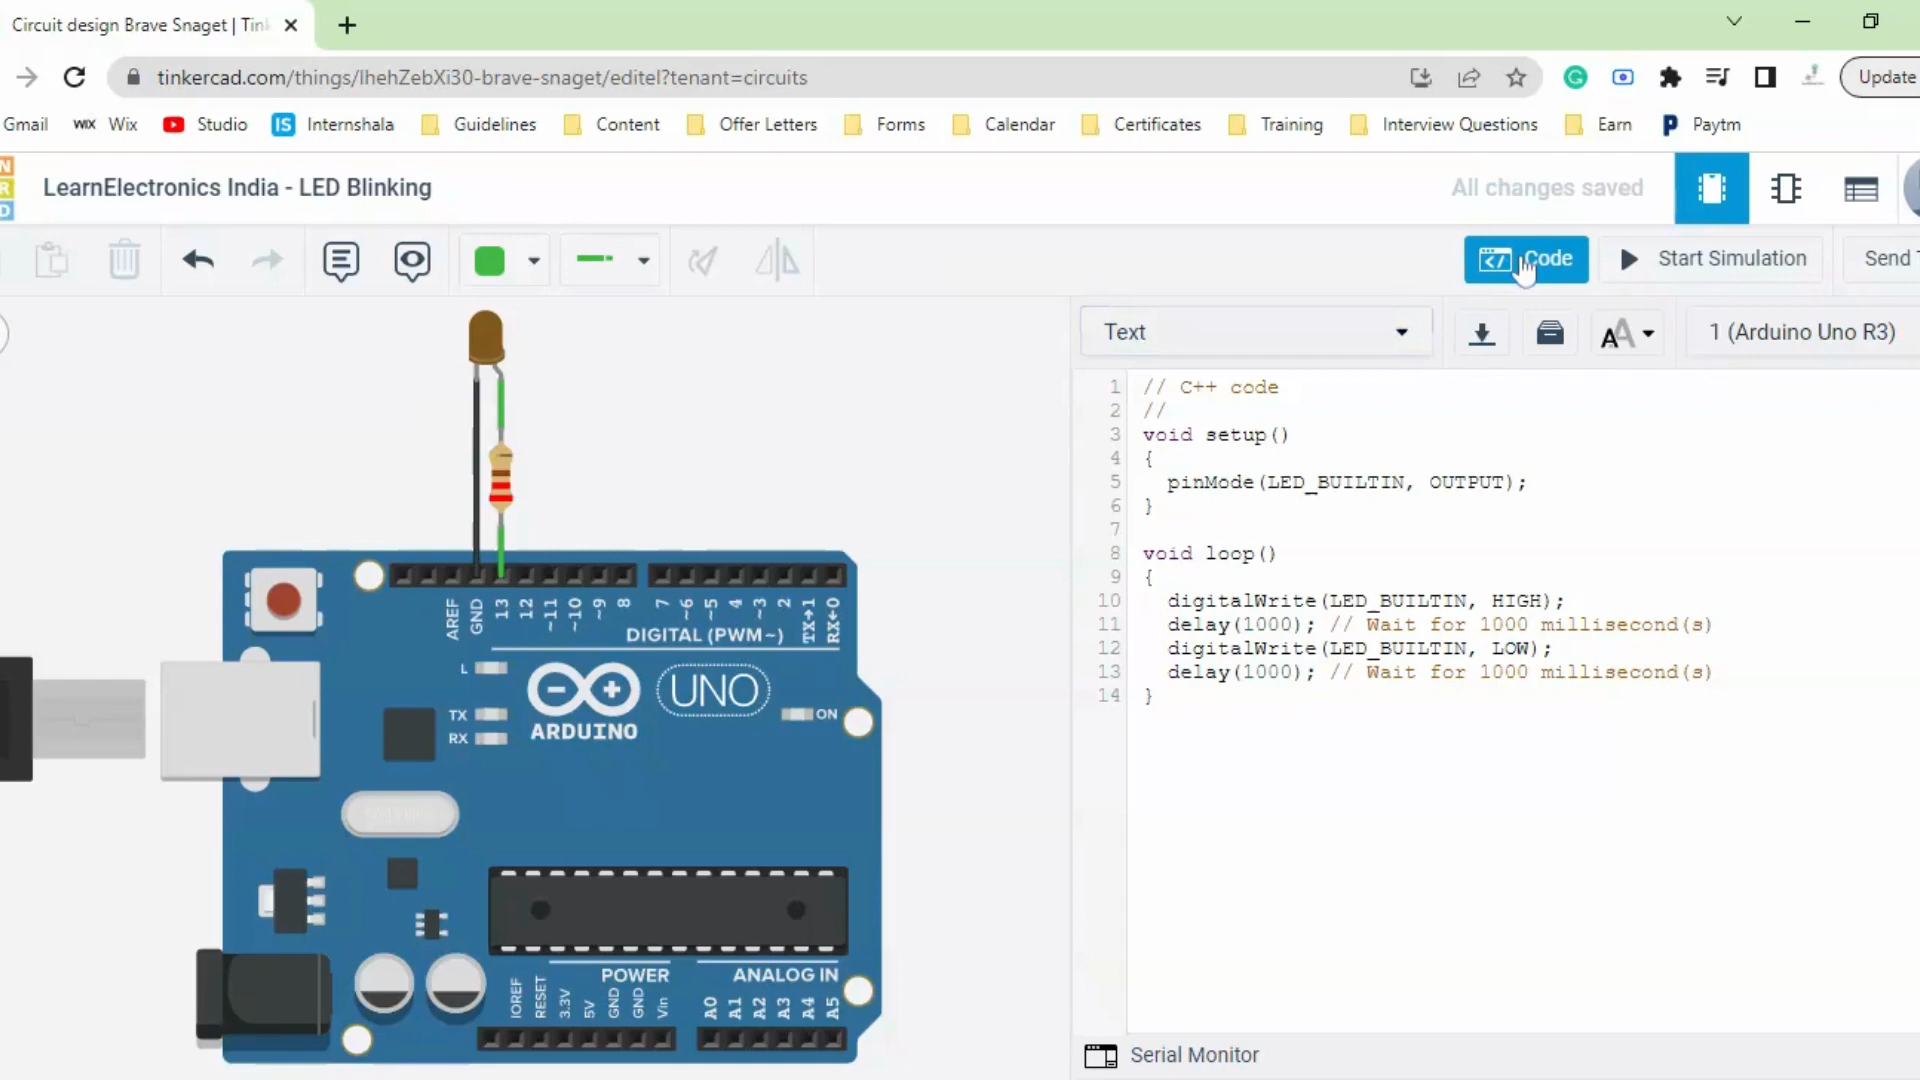 Circuit design Brave Snaget | Tink
tinkercad.com/things/lhehZebXi30-brave-snaget/editel?tenant=circuits
Update
Gmail WiX Wix Studio IS Internshala Guidelines Content Offer Letters Forms Calendar Certificates Training Interview Questions Earn P Paytm
N
R
D
LearnElectronics India - LED Blinking
All changes saved
Code
Start Simulation
Send T
Text
AA
1 (Arduino Uno R3)
1 // C++ code
2 //
3 void setup()
4 {
5 pinMode(LED_BUILTIN, OUTPUT);
6 }
7
8 void loop()
9 {
10 digitalWrite(LED_BUILTIN, HIGH);
11 delay(1000); // Wait for 1000 millisecond(s)
12 digitalWrite(LED_BUILTIN, LOW);
13 delay(1000); // Wait for 1000 millisecond(s)
14 }
AREF GND 13 12 ~11 ~10 ~9 8 7 ~6 ~5 4 ~3 2 TX→1 RX←0
DIGITAL (PWM~)
L
TX
RX
ARDUINO
UNO
ON
POWER
ANALOG IN
IOREF RESET 3.3V 5V GND GND Vin A0 A1 A2 A3 A4 A5
Serial Monitor